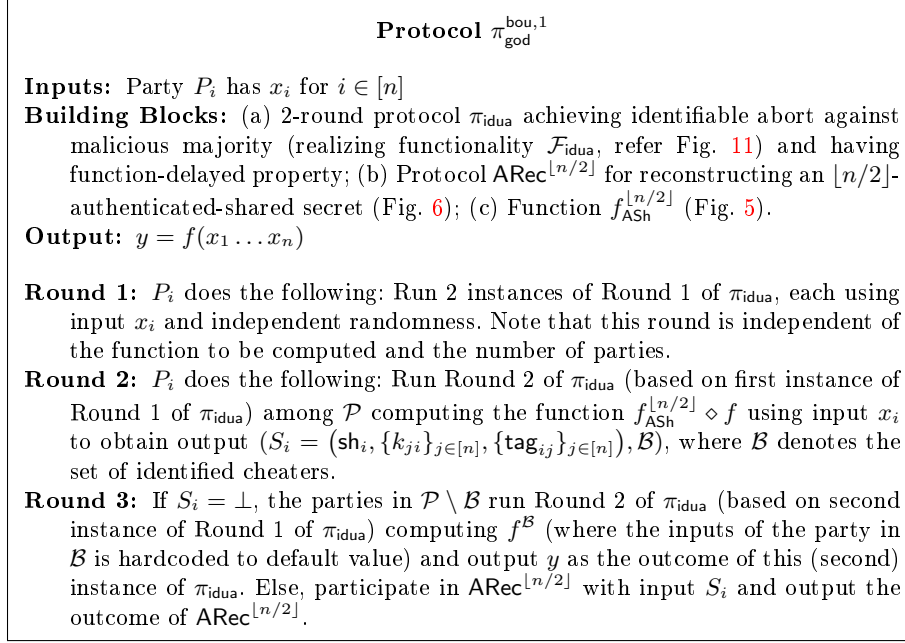 Protocol π_god^{bou,1}
Inputs: Party P_i has x_i for i ∈ [n]
Building Blocks: (a) 2-round protocol π_idua achieving identifiable abort against
malicious majority (realizing functionality F_idua, refer Fig. 11) and having
function-delayed property; (b) Protocol ARec^{⌊n/2⌋} for reconstructing an ⌊n/2⌋-
authenticated-shared secret (Fig. 6); (c) Function f_ASh^{⌊n/2⌋} (Fig. 5).
Output: y = f(x_1 … x_n)
Round 1: P_i does the following: Run 2 instances of Round 1 of π_idua, each using
input x_i and independent randomness. Note that this round is independent of
the function to be computed and the number of parties.
Round 2: P_i does the following: Run Round 2 of π_idua (based on first instance of
Round 1 of π_idua) among P computing the function f_ASh^{⌊n/2⌋} ⋄ f using input x_i
to obtain output (S_i = (sh_i, {k_ji}_{j∈[n]}, {tag_ij}_{j∈[n]}), B), where B denotes the
set of identified cheaters.
Round 3: If S_i = ⊥, the parties in P \ B run Round 2 of π_idua (based on second
instance of Round 1 of π_idua) computing f^B (where the inputs of the party in
B is hardcoded to default value) and output y as the outcome of this (second)
instance of π_idua. Else, participate in ARec^{⌊n/2⌋} with input S_i and output the
outcome of ARec^{⌊n/2⌋}.